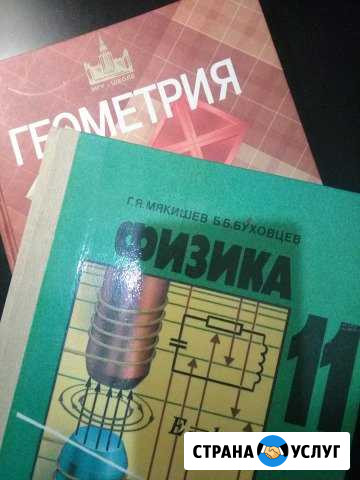 МГУ - ШКОЛЕ
ГЕОМЕТРИЯ
Г.Я.МЯКИШЕВ Б.Б.БУХОВЦЕВ
ФИЗИКА
11
СТРАНА УСЛУГ